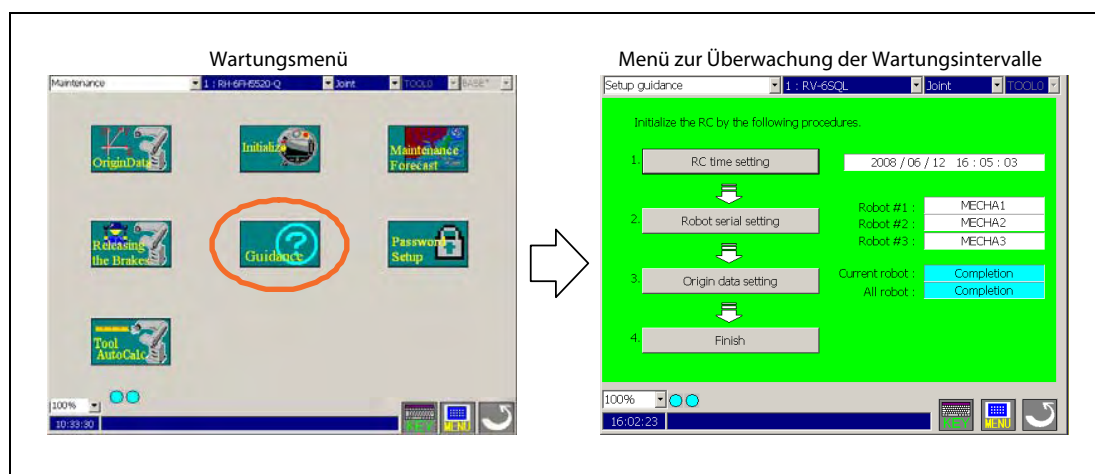 Wartungsmenü
Maintenance 1 : RH-6FH5520-Q Joint TOOL0 BASE*
OriginData
Initialize
Maintenance
Forecast
Releasing
the Brakes
Guidance
Password
Setup
Tool
AutoCalc
100%
10:33:30
KEY MENU
Menü zur Überwachung der Wartungsintervalle
Setup guidance 1 : RV-6SQL Joint TOOL0
Initialize the RC by the following procedures.
1. RC time setting 2008 / 06 / 12 16 : 05 : 03
2. Robot serial setting
Robot #1 : MECHA1
Robot #2 : MECHA2
Robot #3 : MECHA3
3. Origin data setting
Current robot : Completion
All robot : Completion
4. Finish
100%
16:02:23
KEY MENU